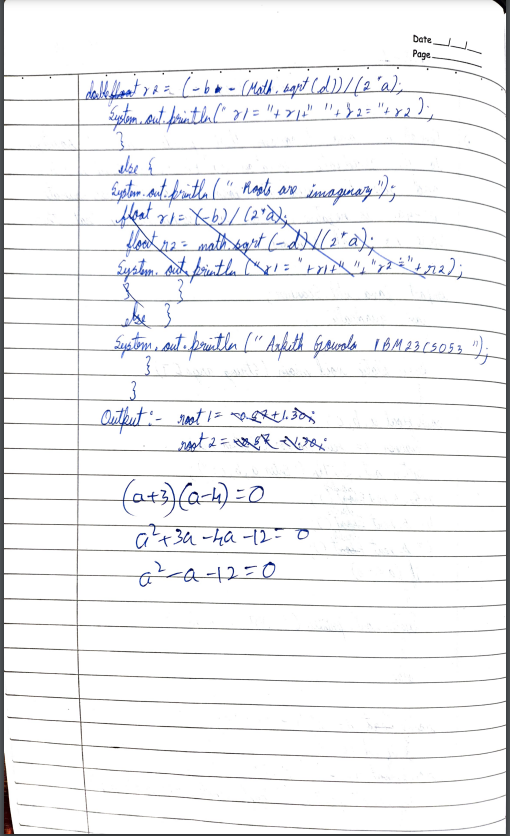 Date
Page
double float r2 = (-b - (Math.sqrt(d))/(2*a);
System.out.println(" r1 = "+r1+" "+ r2= "+r2);
}
else {
System.out.println(" Roots are imaginary");
float r1 = (-b)/(2*a);
float r2 = math.sqrt(-d)/(2*a);
System.out.println("r1 = "+r1+" ", "r2 = "+r2);
} }
else }
System.out.println("Arpith Gowda 1BM23CS053");
}
}
Output :- root 1 =
root 2 =
(a+3)(a-4)=0
a²+3a-4a-12=0
a²-a-12=0